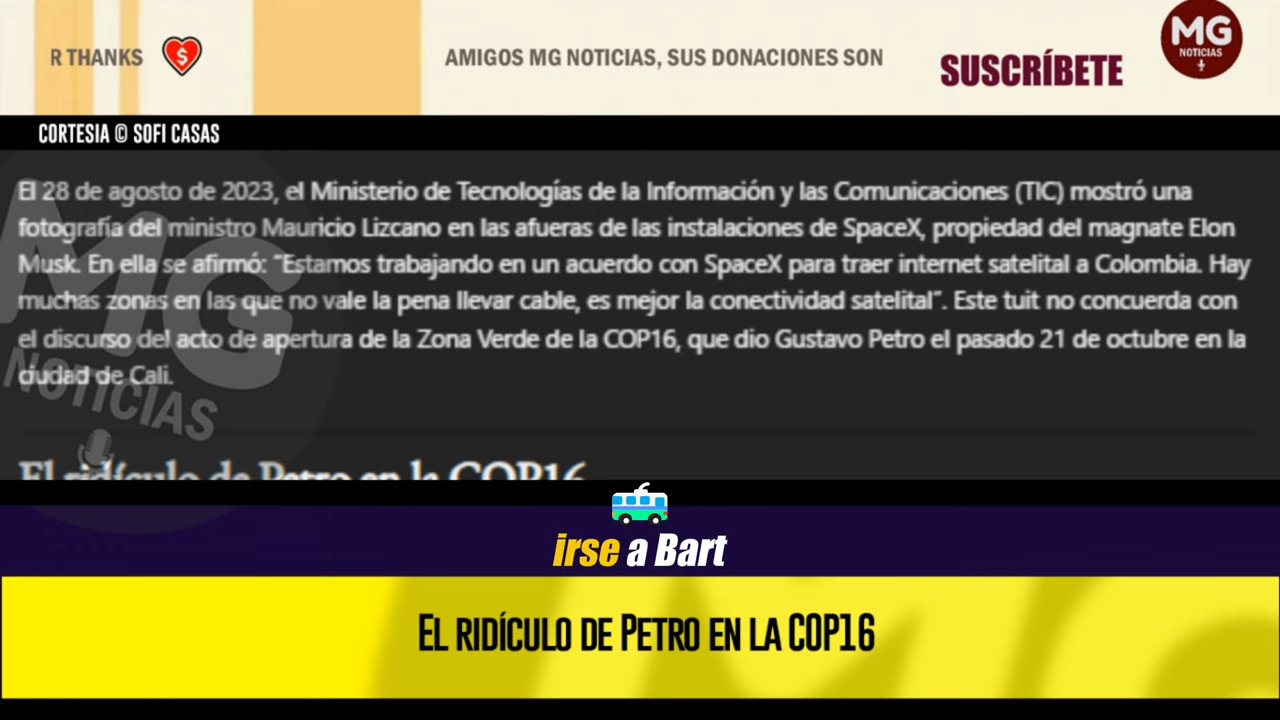 R THANKS
AMIGOS MG NOTICIAS, SUS DONACIONES SON
SUSCRÍBETE
MG
NOTICIAS
CORTESIA © SOFI CASAS
El 28 de agosto de 2023, el Ministerio de Tecnologías de la Información y las Comunicaciones (TIC) mostró una
fotografía del ministro Mauricio Lizcano en las afueras de las instalaciones de SpaceX, propiedad del magnate Elon
Musk. En ella se afirmó: “Estamos trabajando en un acuerdo con SpaceX para traer internet satelital a Colombia. Hay
muchas zonas en las que no vale la pena llevar cable, es mejor la conectividad satelital”. Este tuit no concuerda con
el discurso del acto de apertura de la Zona Verde de la COP16, que dio Gustavo Petro el pasado 21 de octubre en la
ciudad de Cali.
MG
NOTICIAS
El ridículo de Petro en la COP16
irse a Bart
EL RIDÍCULO DE PETRO EN LA COP16